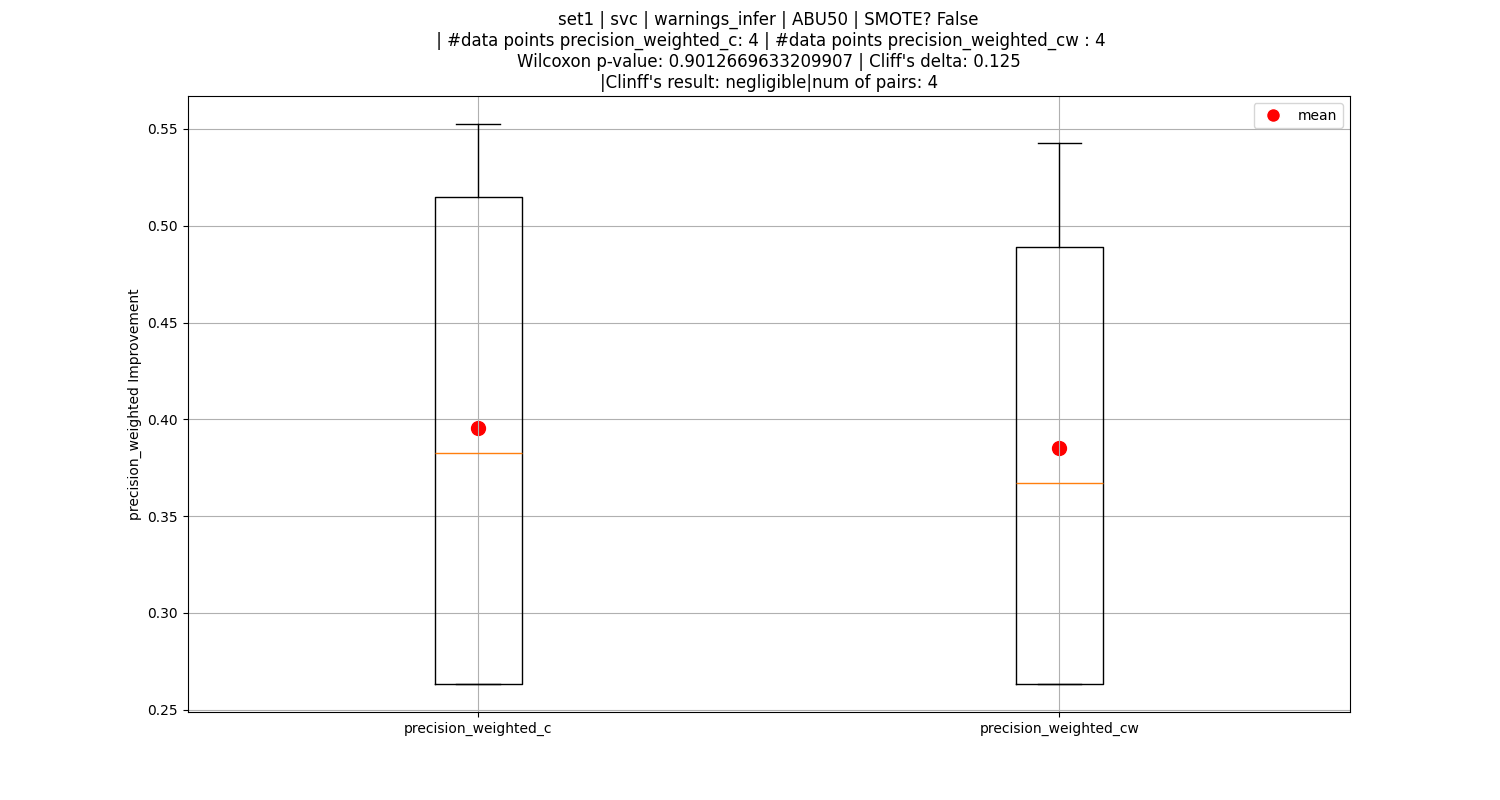 set1 | svc | warnings_infer | ABU50 | SMOTE? False
| #data points precision_weighted_c: 4 | #data points precision_weighted_cw : 4
Wilcoxon p-value: 0.9012669633209907 | Cliff's delta: 0.125
|Clinff's result: negligible|num of pairs: 4
mean
precision_weighted Improvement
0.55
0.50
0.45
0.40
0.35
0.30
0.25
precision_weighted_c
precision_weighted_cw